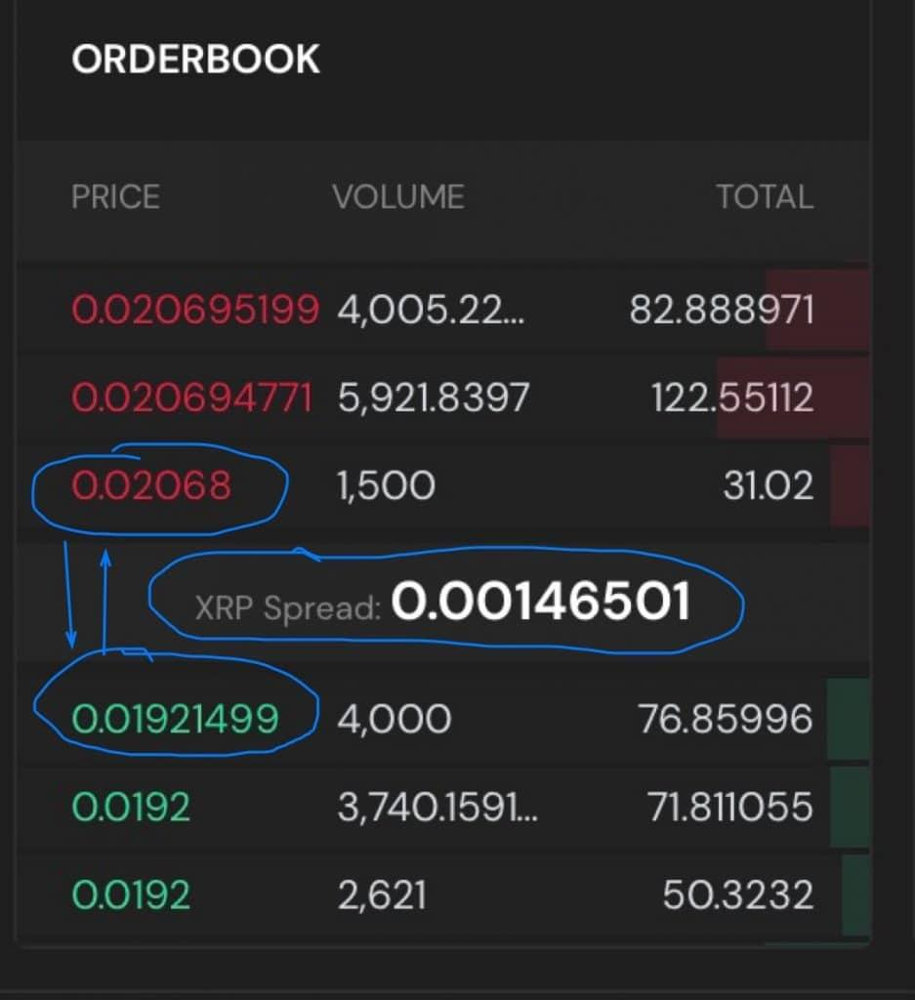 ORDERBOOK
PRICE VOLUME TOTAL
0.020695199 4,005.22... 82.888971
0.020694771 5,921.8397 122.55112
0.02068 1,500 31.02
XRP Spread: 0.00146501
0.01921499 4,000 76.85996
0.0192 3,740.1591... 71.811055
0.0192 2,621 50.3232